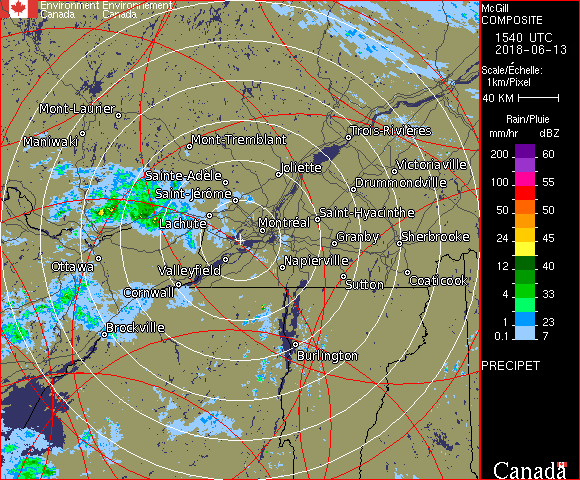 Environment Environnement
Canada Canada
McGill
COMPOSITE
1540 UTC
2018-06-13
Scale/Échelle:
1km/Pixel
40 KM
Rain/Pluie
mm/hr dBZ
200 60
150 55
100 55
50 50
24 45
12 40
4 33
1 23
0.1 7
PRECIPET
Canada
Mont-Laurier
Maniwaki
Mont-Tremblant
Trois-Rivières
Joliette
Victoriaville
Sainte-Adèle
Drummondville
Saint-Jérôme
Saint-Hyacinthe
Lachute
Montréal
Granby
Sherbrooke
Ottawa
Valleyfield
Napierville
Cornwall
Sutton
Coaticook
Brockville
Burlington